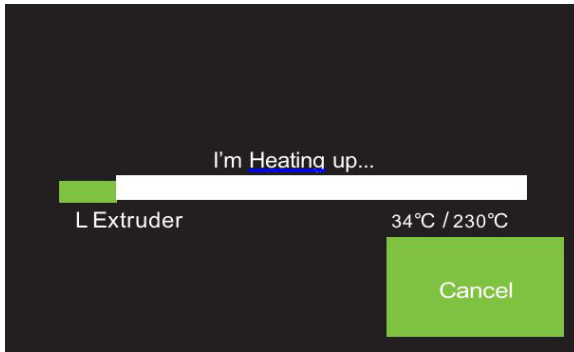 I'm Heating up...
L Extruder 34℃ / 230℃
Cancel